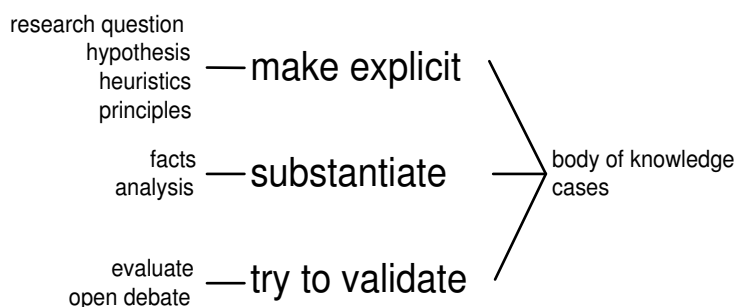 research question
hypothesis
heuristics
principles
make explicit
facts
analysis
substantiate
body of knowledge
cases
evaluate
open debate
try to validate